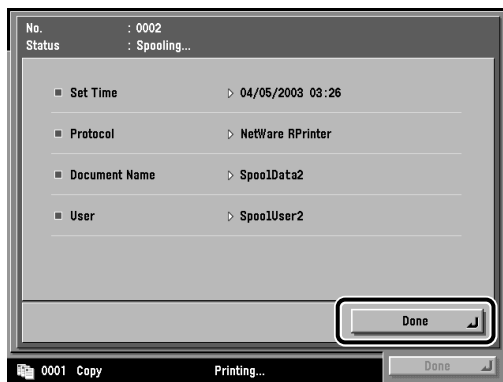 No. : 0002
Status : Spooling...
Set Time 04/05/2003 03:26
Protocol NetWare RPrinter
Document Name SpoolData2
User SpoolUser2
Done
0001 Copy Printing... Done